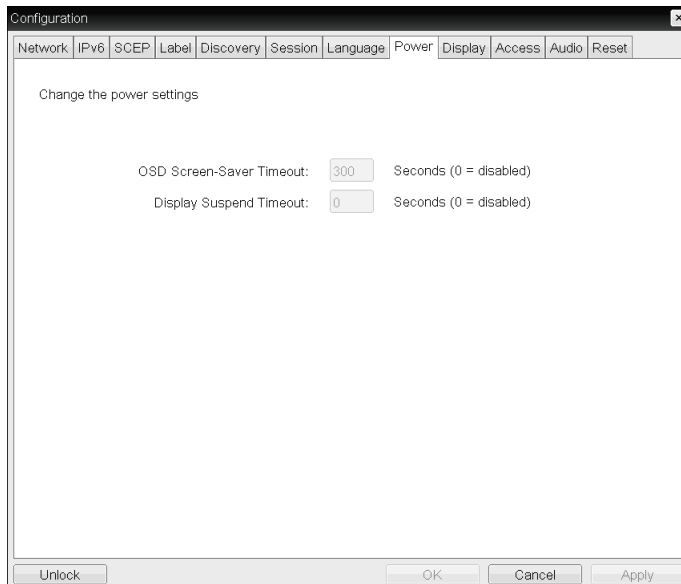 Configuration
Network IPv6 SCEP Label Discovery Session Language Power Display Access Audio Reset
Change the power settings
OSD Screen-Saver Timeout: 300 Seconds (0 = disabled)
Display Suspend Timeout: 0 Seconds (0 = disabled)
Unlock OK Cancel Apply